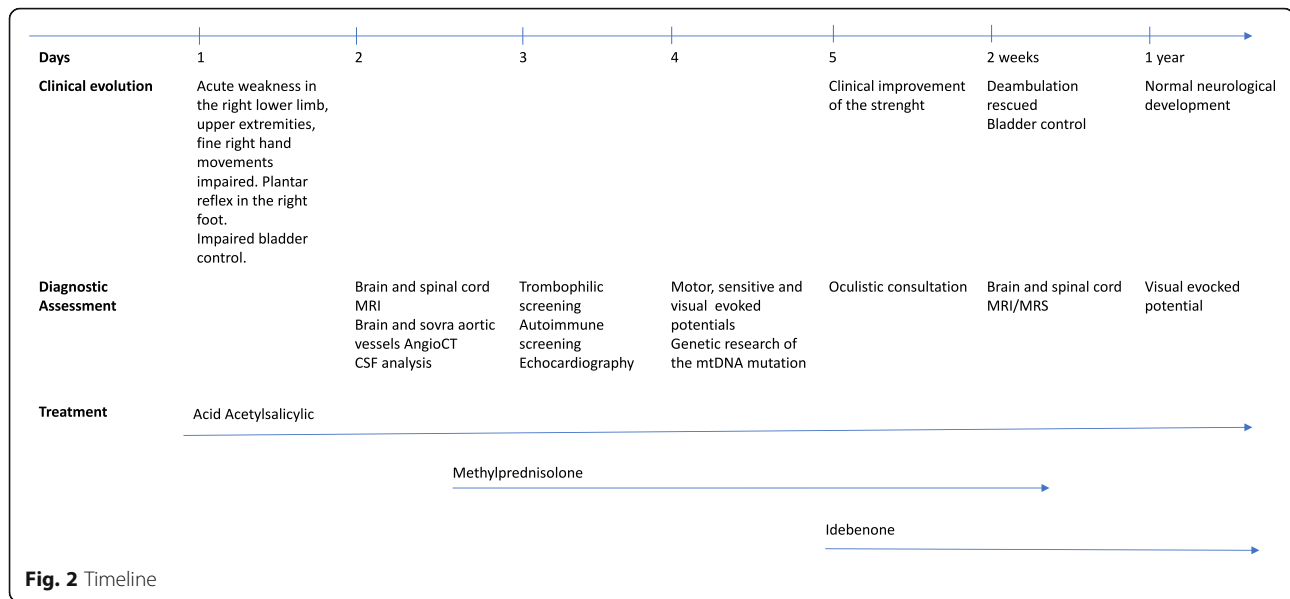 Days 1 2 3 4 5 2 weeks 1 year
Clinical evolution
Acute weakness in
the right lower limb,
upper extremities,
fine right hand
movements
impaired. Plantar
reflex in the right
foot.
Impaired bladder
control.
Clinical improvement
of the strenght
Deambulation
rescued
Bladder control
Normal neurological
development
Diagnostic
Assessment
Brain and spinal cord
MRI
Brain and sovra aortic
vessels AngioCT
CSF analysis
Trombophilic
screening
Autoimmune
screening
Echocardiography
Motor, sensitive and
visual evoked
potentials
Genetic research of
the mtDNA mutation
Oculistic consultation
Brain and spinal cord
MRI/MRS
Visual evocked
potential
Treatment
Acid Acetylsalicylic
Methylprednisolone
Idebenone
Fig. 2 Timeline